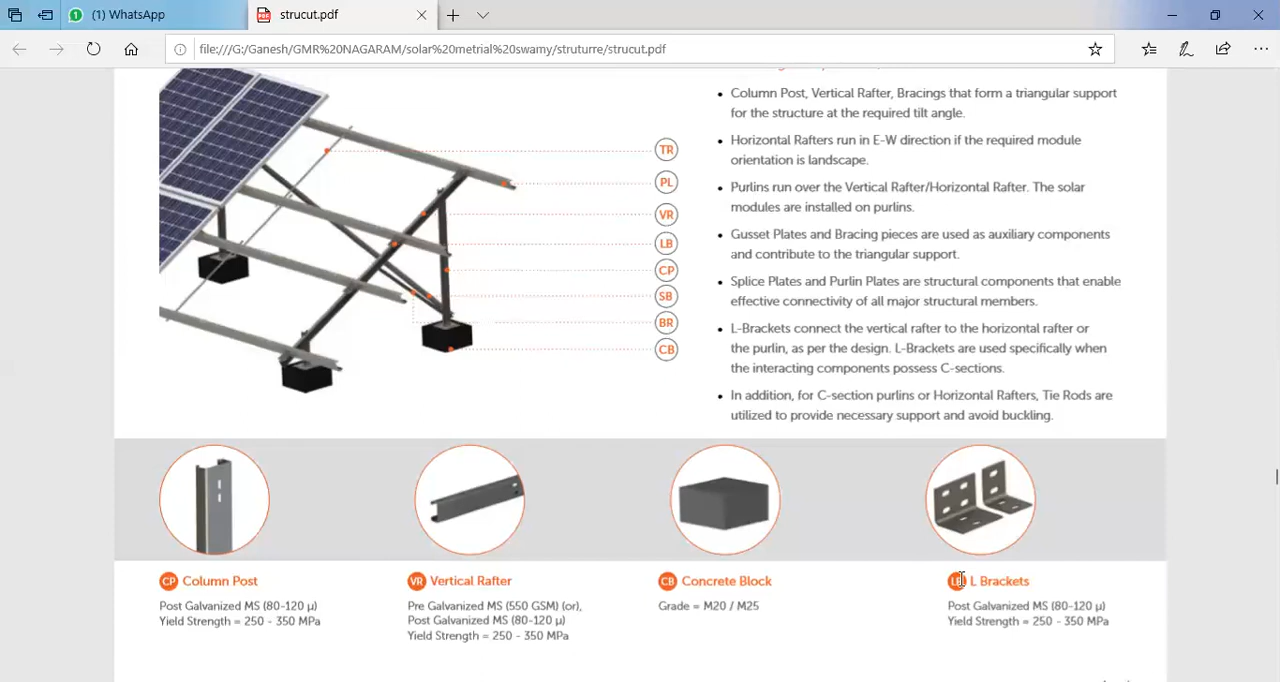 (1) WhatsApp
strucut.pdf
file:///G:/Ganesh/GMR%20NAGARAM/solar%20metrial%20swamy/struturre/strucut.pdf
• Column Post, Vertical Rafter, Bracings that form a triangular support
for the structure at the required tilt angle.
• Horizontal Rafters run in E-W direction if the required module
orientation is landscape.
• Purlins run over the Vertical Rafter/Horizontal Rafter. The solar
modules are installed on purlins.
• Gusset Plates and Bracing pieces are used as auxiliary components
and contribute to the triangular support.
• Splice Plates and Purlin Plates are structural components that enable
effective connectivity of all major structural members.
• L-Brackets connect the vertical rafter to the horizontal rafter or
the purlin, as per the design. L-Brackets are used specifically when
the interacting components possess C-sections.
• In addition, for C-section purlins or Horizontal Rafters, Tie Rods are
utilized to provide necessary support and avoid buckling.
TR
PL
VR
LB
CP
SB
BR
CB
CP Column Post
Post Galvanized MS (80-120 µ)
Yield Strength = 250 - 350 MPa
VR Vertical Rafter
Pre Galvanized MS (550 GSM) (or),
Post Galvanized MS (80-120 µ)
Yield Strength = 250 - 350 MPa
CB Concrete Block
Grade = M20 / M25
LB L Brackets
Post Galvanized MS (80-120 µ)
Yield Strength = 250 - 350 MPa